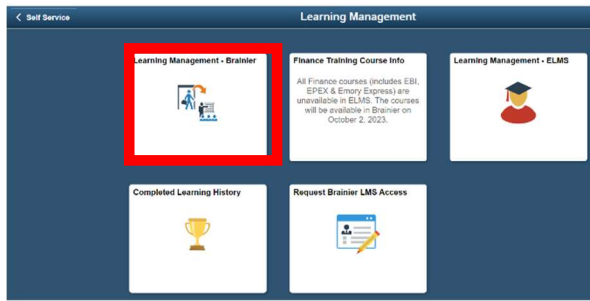 Self Service
Learning Management
Learning Management - Brainier
Finance Training Course Info
Learning Management - ELMS
All Finance courses (includes EBI,
EPEX & Emory Express) are
unavailable in ELMS. The courses
will be available in Brainier on
October 2, 2023.
Completed Learning History
Request Brainier LMS Access